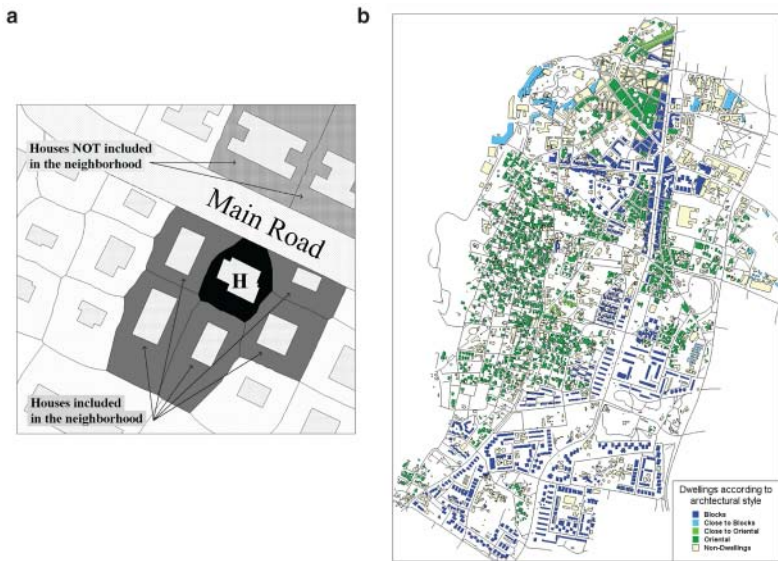 a
b
Houses NOT included
in the neighborhood
Main Road
H
Houses included
in the neighborhood
Dwellings according to
archtectural style
Blocks
Close to Blocks
Close to Oriental
Oriental
Non-Dwellings